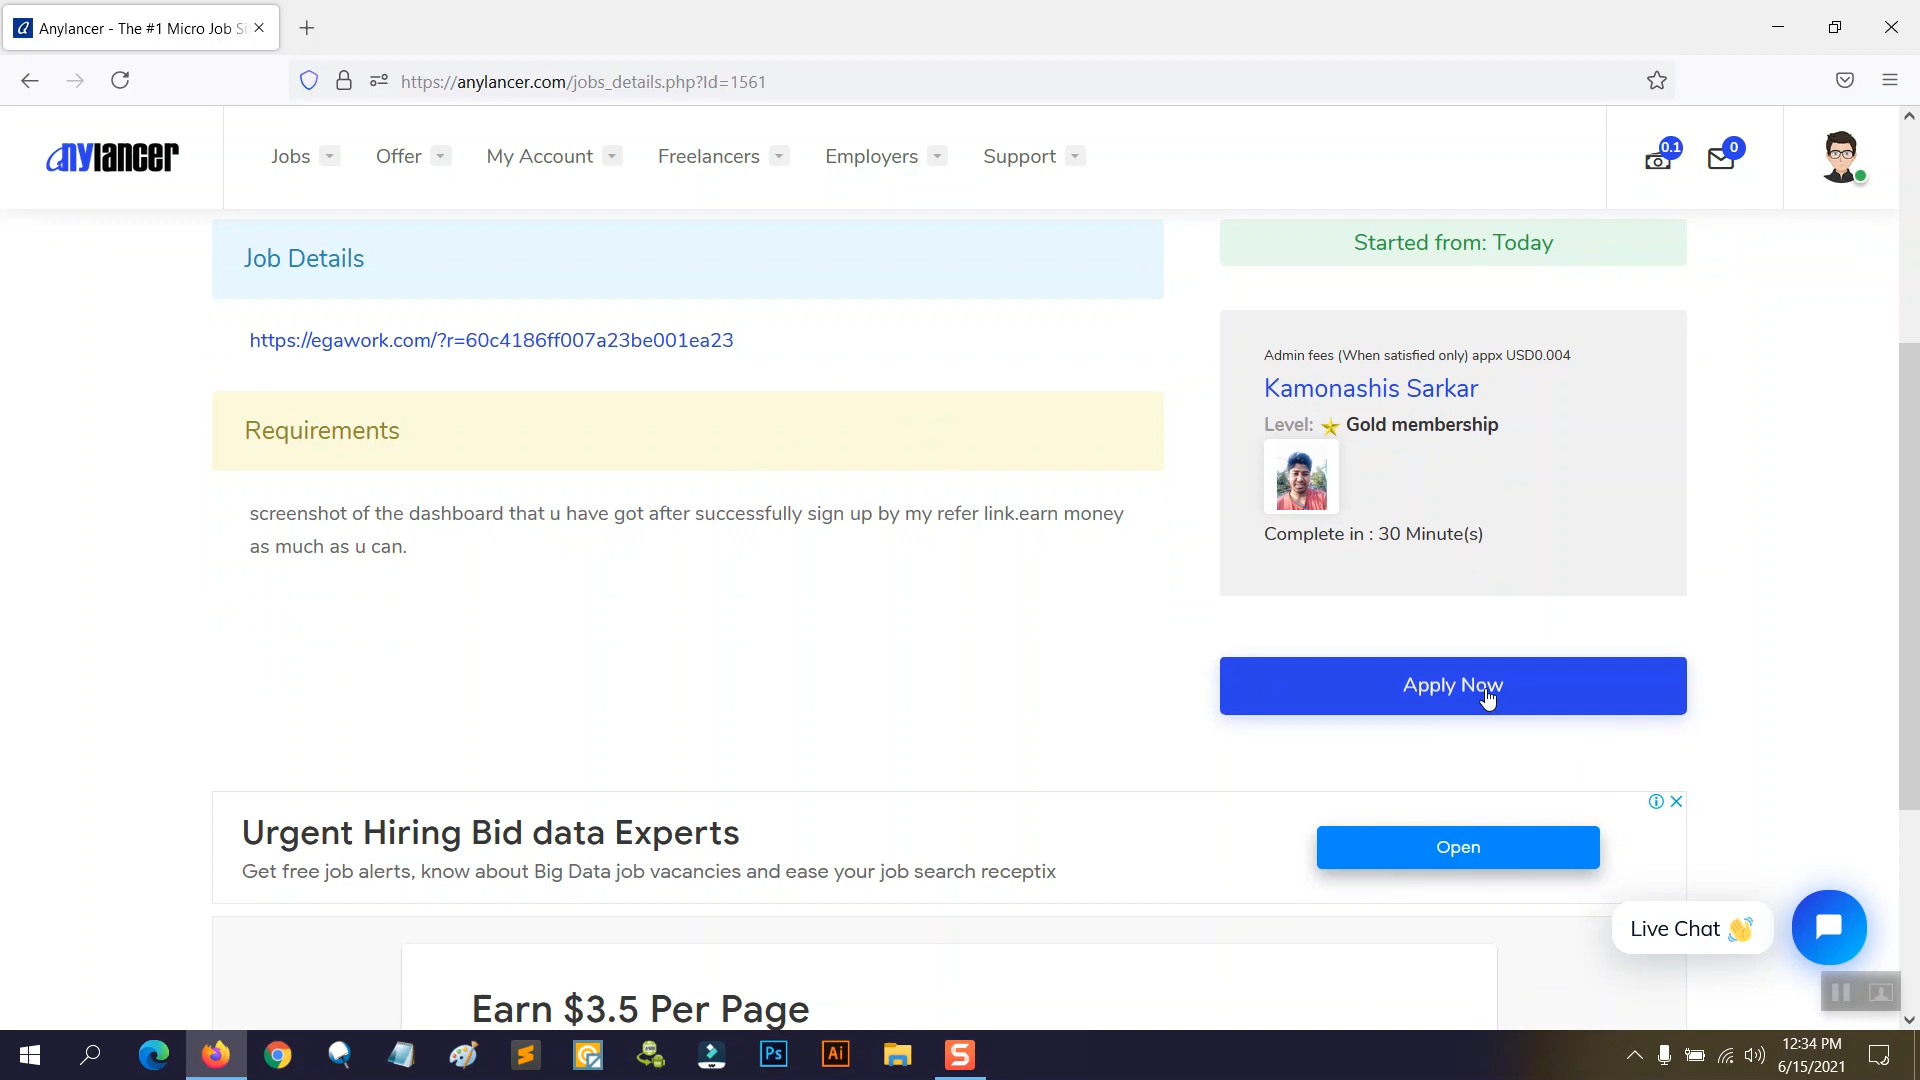 Anylancer - The #1 Micro Job Si
https://anylancer.com/jobs_details.php?Id=1561
anylancer
Jobs
Offer
My Account
Freelancers
Employers
Support
0.1
0
Job Details
https://egawork.com/?r=60c4186ff007a23be001ea23
Requirements
screenshot of the dashboard that u have got after successfully sign up by my refer link.earn money
as much as u can.
Started from: Today
Admin fees (When satisfied only) appx USD0.004
Kamonashis Sarkar
Level: Gold membership
Complete in : 30 Minute(s)
Apply Now
Urgent Hiring Bid data Experts
Get free job alerts, know about Big Data job vacancies and ease your job search receptix
Open
Live Chat 👋
Earn $3.5 Per Page
Ps
Ai
S
12:34 PM
6/15/2021